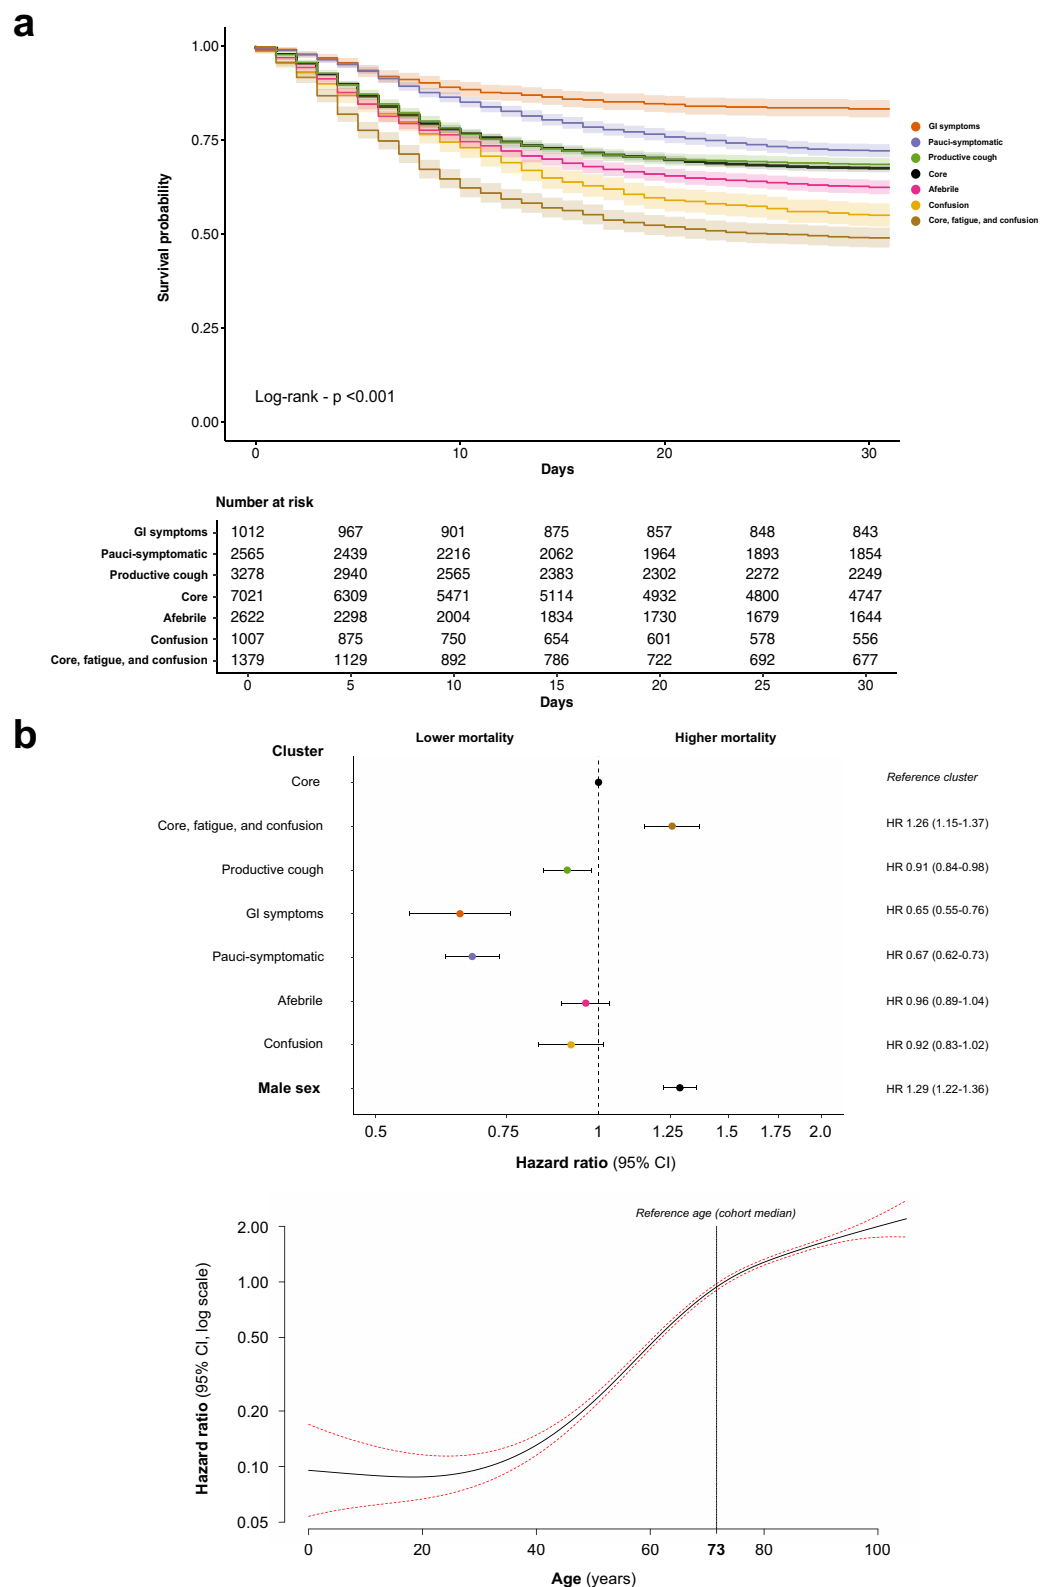 a
1.00
0.75
0.50
0.25
0.00
Survival probability
Log-rank - p <0.001
0 10 20 30
Days
GI symptoms
Pauci-symptomatic
Productive cough
Core
Afebrile
Confusion
Core, fatigue, and confusion
Number at risk
GI symptoms 1012 967 901 875 857 848 843
Pauci-symptomatic 2565 2439 2216 2062 1964 1893 1854
Productive cough 3278 2940 2565 2383 2302 2272 2249
Core 7021 6309 5471 5114 4932 4800 4747
Afebrile 2622 2298 2004 1834 1730 1679 1644
Confusion 1007 875 750 654 601 578 556
Core, fatigue, and confusion 1379 1129 892 786 722 692 677
0 5 10 15 20 25 30
Days
b
Cluster Lower mortality Higher mortality
Core Reference cluster
Core, fatigue, and confusion HR 1.26 (1.15-1.37)
Productive cough HR 0.91 (0.84-0.98)
GI symptoms HR 0.65 (0.55-0.76)
Pauci-symptomatic HR 0.67 (0.62-0.73)
Afebrile HR 0.96 (0.89-1.04)
Confusion HR 0.92 (0.83-1.02)
Male sex HR 1.29 (1.22-1.36)
0.5 0.75 1 1.25 1.5 1.75 2.0
Hazard ratio (95% CI)
Reference age (cohort median)
2.00
1.00
0.50
0.20
0.10
0.05
Hazard ratio (95% CI, log scale)
0 20 40 60 73 80 100
Age (years)